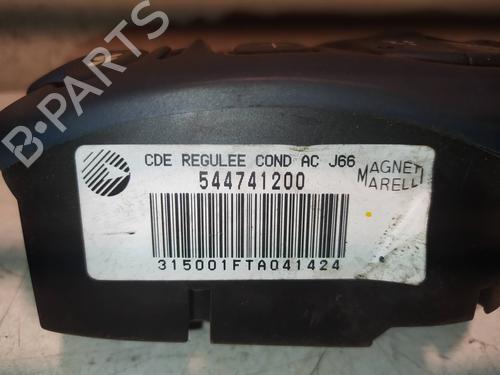 B-PARTS
CDE REGULEE COND AC J66
544741200
MAGNETI
MARELLI
315001FTA041424